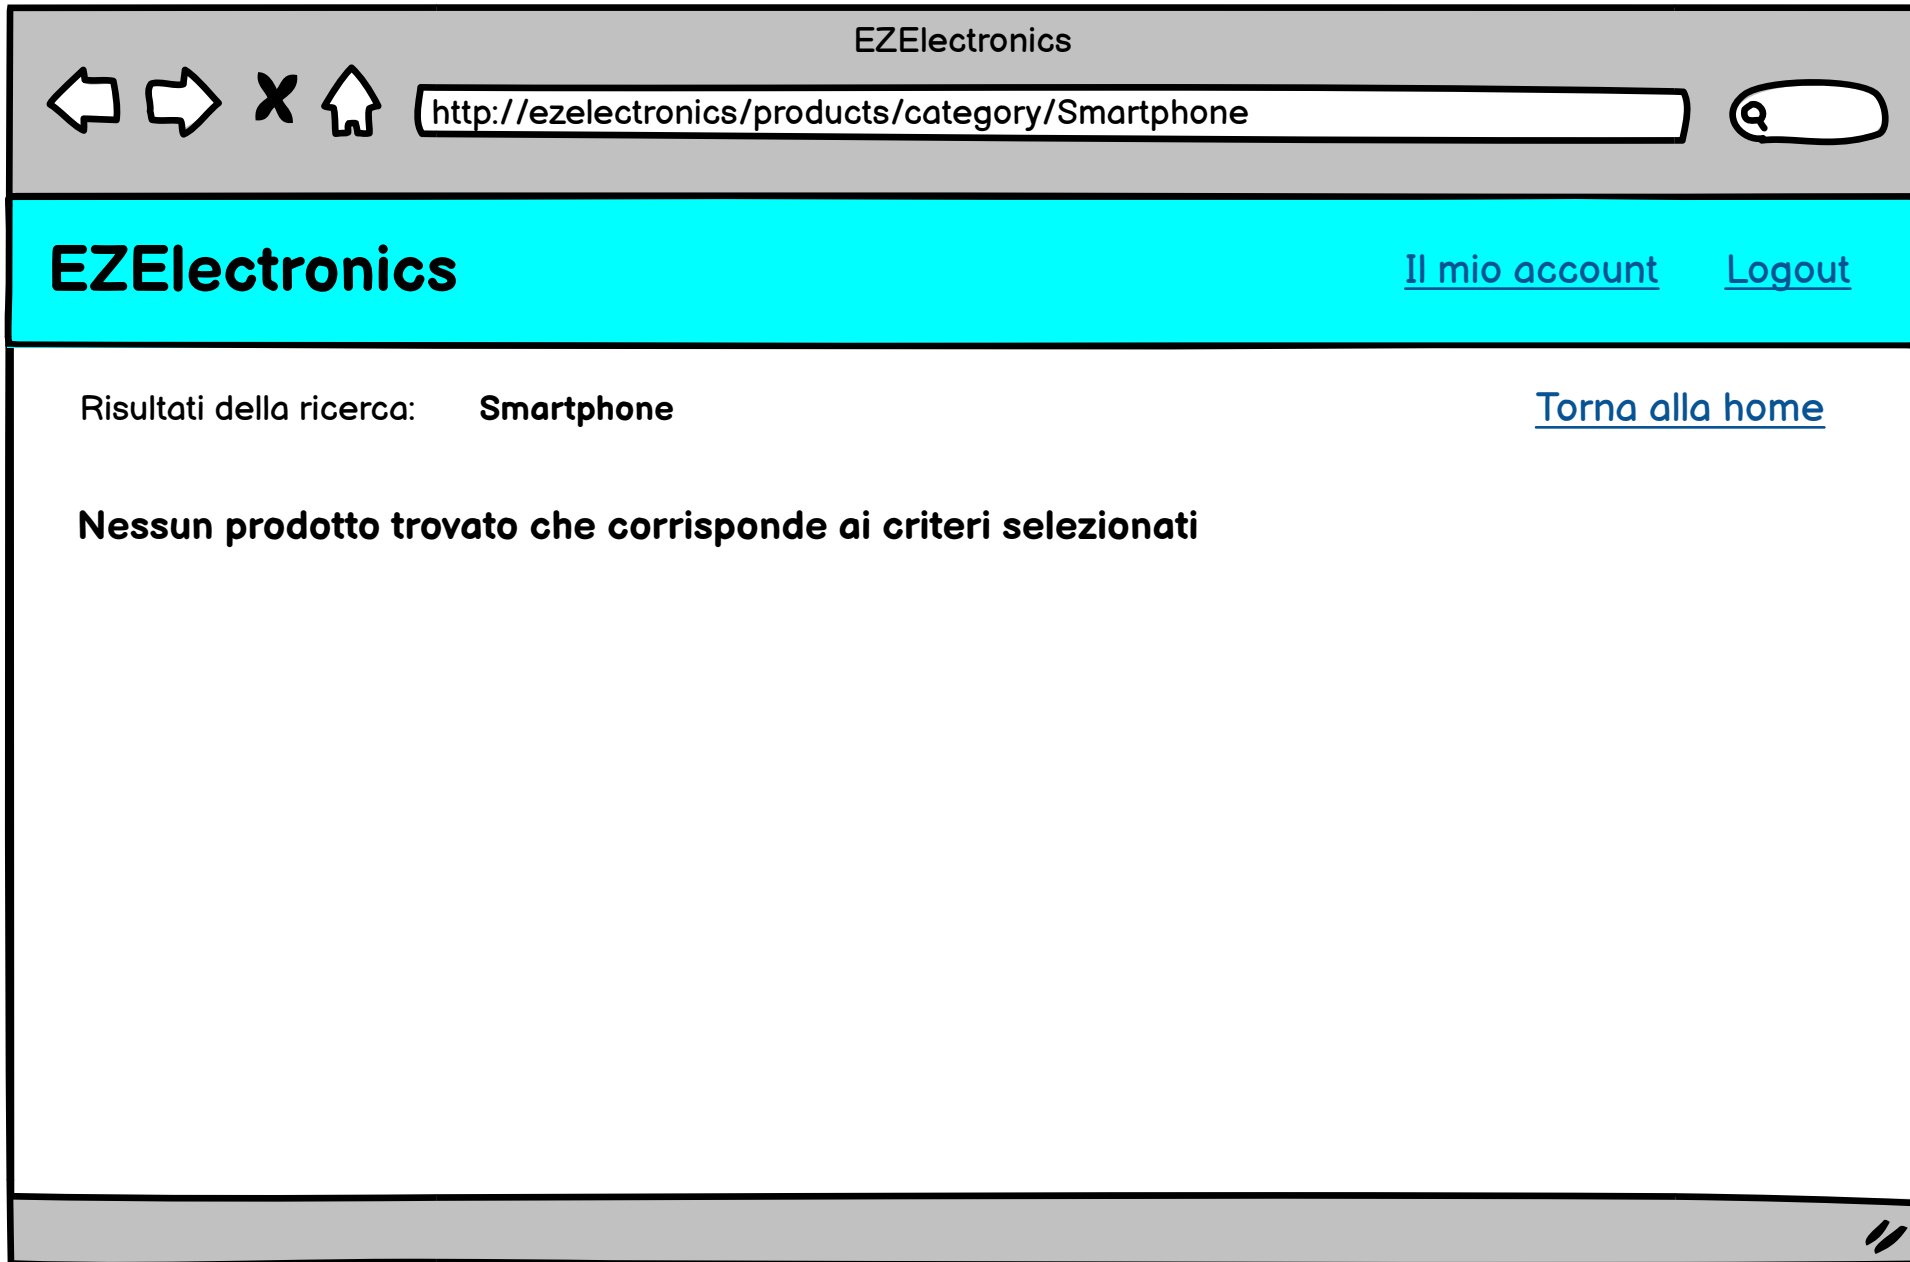 EZElectronics
http://ezelectronics/products/category/Smartphone
EZElectronics Il mio account Logout
Risultati della ricerca: Smartphone Torna alla home
Nessun prodotto trovato che corrisponde ai criteri selezionati